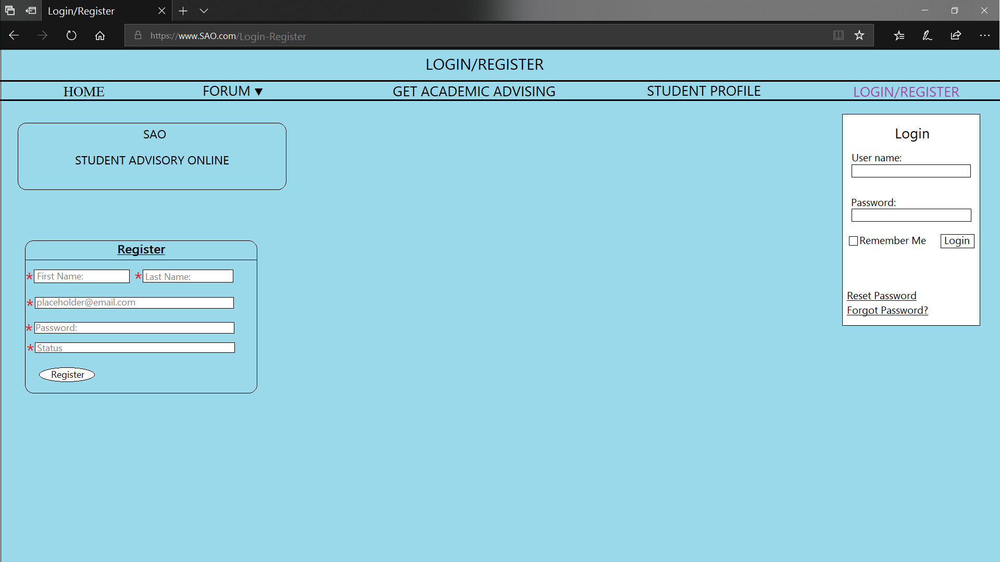 Login/Register
https://www.SAO.com/Login-Register
LOGIN/REGISTER
HOME FORUM ▼ GET ACADEMIC ADVISING STUDENT PROFILE LOGIN/REGISTER
SAO
STUDENT ADVISORY ONLINE
Login
User name:
Password:
Remember Me Login
Reset Password
Forgot Password?
Register
* First Name: * Last Name:
* placeholder@email.com
* Password:
* Status
Register